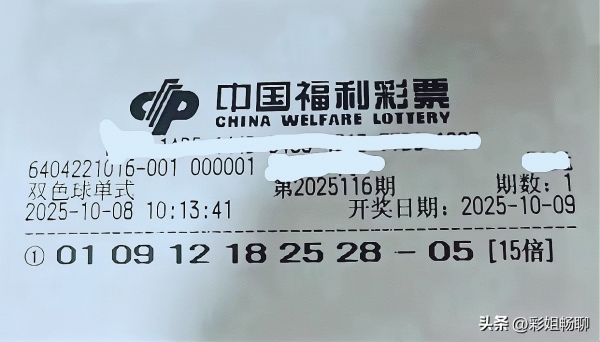 中国福利彩票
CHINA WELFARE LOTTERY
6404221016-001 000001
双色球单式 第2025116期 期数: 1
2025-10-08 10:13:41 开奖日期: 2025-10-09
① 01 09 12 18 25 28 - 05 [15倍]
头条 @彩姐畅聊